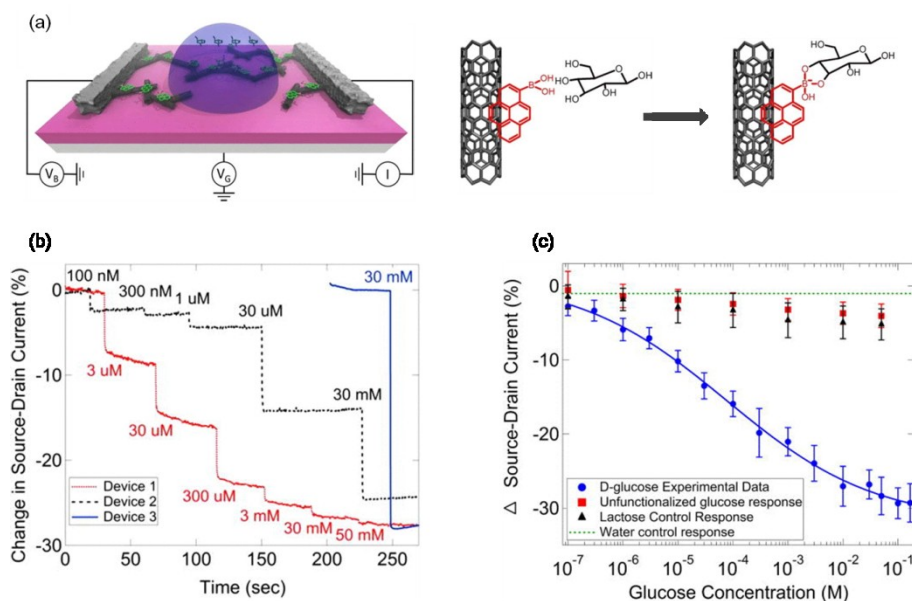 (a)
V_B
V_G
I
OH
B
OH
HO
HO
O
OH
HO
OH
HO
HO
O
O
OH
B⁻
O
OH
OH
(b)
100 nM
300 nM
1 uM
30 uM
30 mM
30 mM
3 uM
30 uM
300 uM
3 mM
30 mM
50 mM
Device 1
Device 2
Device 3
Change in Source-Drain Current (%)
0
-10
-20
-30
0 50 100 150 200 250
Time (sec)
(c)
Δ Source-Drain Current (%)
0
-10
-20
-30
D-glucose Experimental Data
Unfunctionalized glucose response
Lactose Control Response
Water control response
10⁻⁷ 10⁻⁶ 10⁻⁵ 10⁻⁴ 10⁻³ 10⁻² 10⁻¹
Glucose Concentration (M)